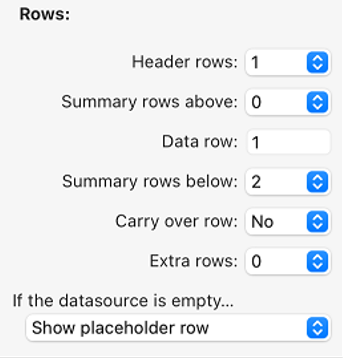 Rows:
Header rows: 1
Summary rows above: 0
Data row: 1
Summary rows below: 2
Carry over row: No
Extra rows: 0
If the datasource is empty...
Show placeholder row